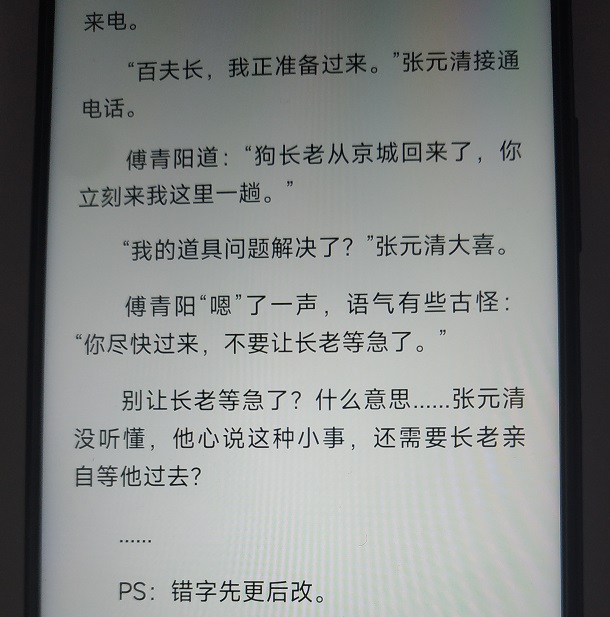 来电。
“百夫长，我正准备过来。”张元清接通
电话。
傅青阳道：“狗长老从京城回来了，你
立刻来我这里一趟。”
“我的道具问题解决了？”张元清大喜。
傅青阳“嗯”了一声，语气有些古怪：
“你尽快过来，不要让长老等急了。”
别让长老等急了？什么意思......张元清
没听懂，他心说这种小事，还需要长老亲
自等他过去？
......
PS：错字先更后改。